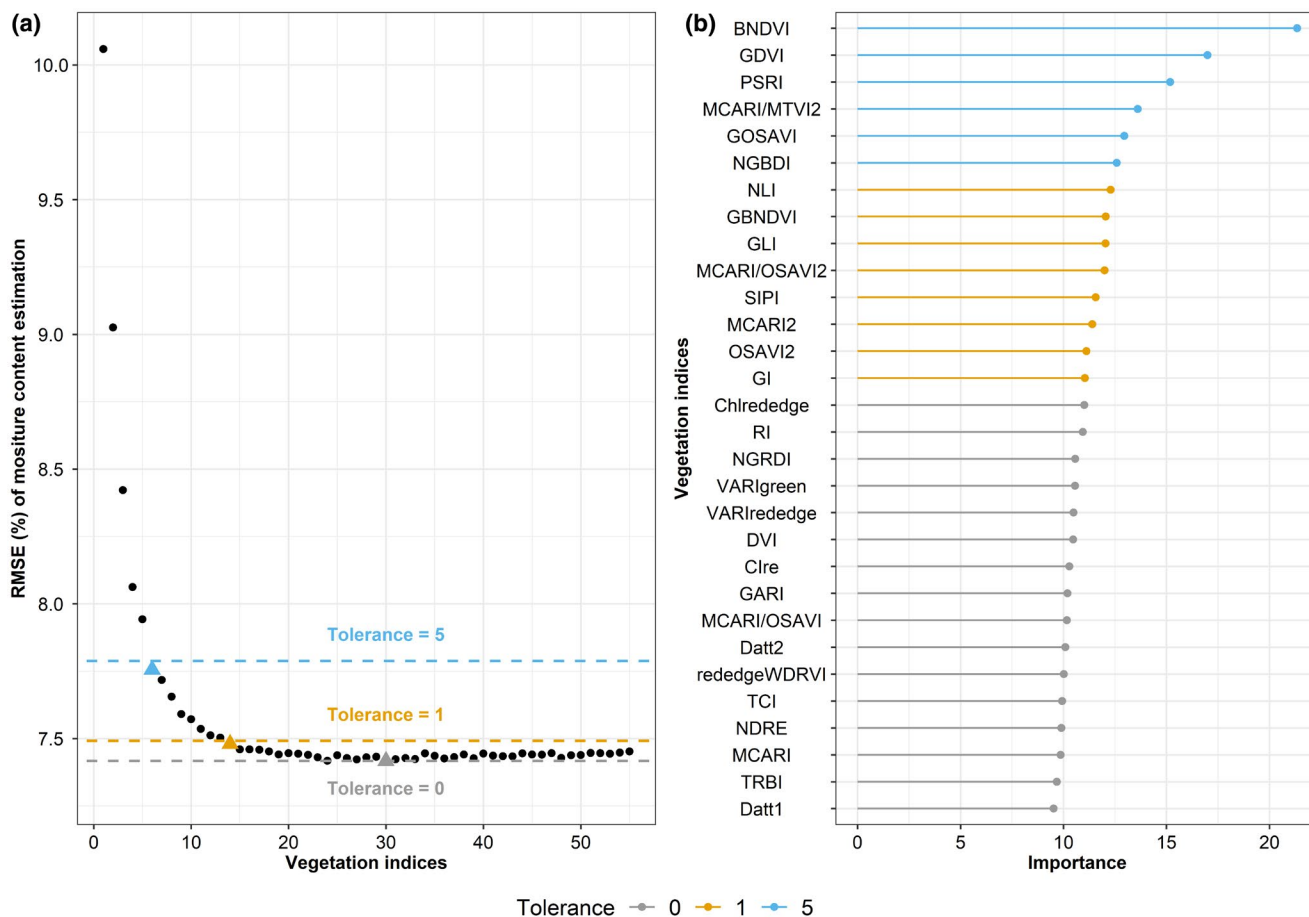 (a)
RMSE (%) of mositure content estimation
10.0
9.5
9.0
8.5
8.0
7.5
Tolerance = 5
Tolerance = 1
Tolerance = 0
0
10
20
30
40
50
Vegetation indices
(b)
Vegetation indices
BNDVI
GDVI
PSRI
MCARI/MTVI2
GOSAVI
NGBDI
NLI
GBNDVI
GLI
MCARI/OSAVI2
SIPI
MCARI2
OSAVI2
GI
Chlrededge
RI
NGRDI
VARIgreen
VARIrededge
DVI
CIre
GARI
MCARI/OSAVI
Datt2
rededgeWDRVI
TCI
NDRE
MCARI
TRBI
Datt1
0
5
10
15
20
Importance
Tolerance 0 1 5